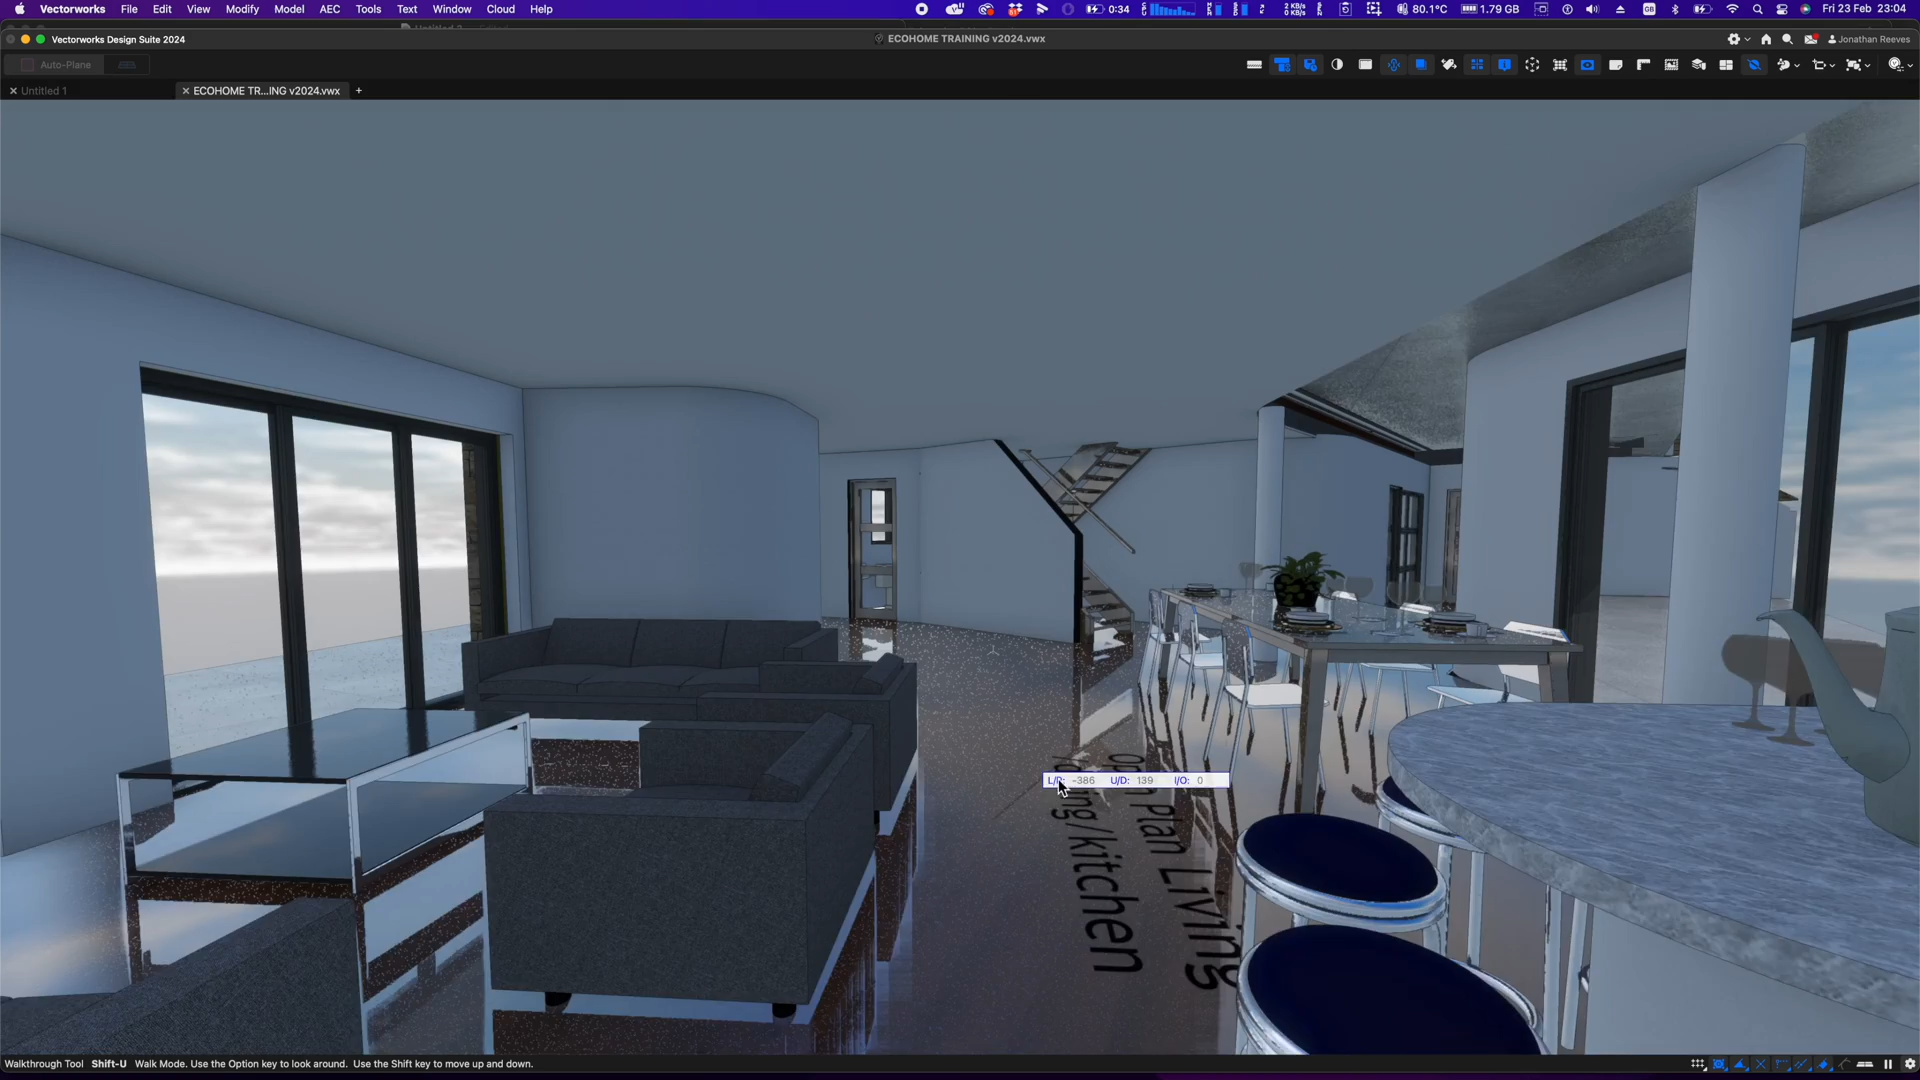 Vectorworks File Edit View Modify Model AEC Tools Text Window Cloud Help
0:34 80.1°C 1.79 GB GB Fri 23 Feb 23:04
Vectorworks Design Suite 2024
ECOHOME TRAINING v2024.vwx
Jonathan Reeves
Auto-Plane
Untitled 1
ECOHOME TR...ING v2024.vwx
L/R: -386 U/D: 139 I/O: 0
open plan Living
/kitchen
Walkthrough Tool Shift-U Walk Mode. Use the Option key to look around. Use the Shift key to move up and down.